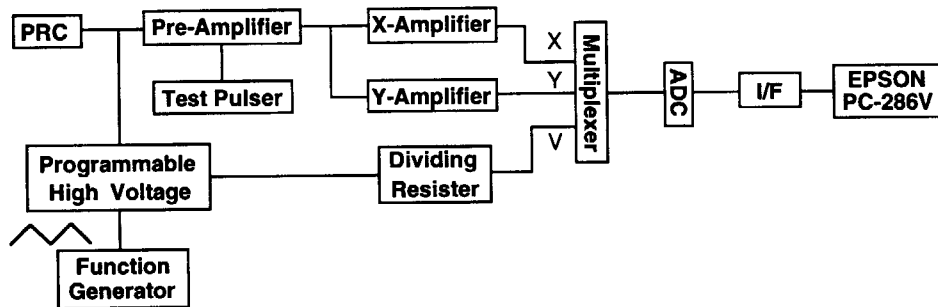 PRC
Pre-Amplifier
X-Amplifier
Test Pulser
Y-Amplifier
X
Y
V
Multiplexer
ADC
I/F
EPSON
PC-286V
Programmable
High Voltage
Dividing
Resister
Function
Generator